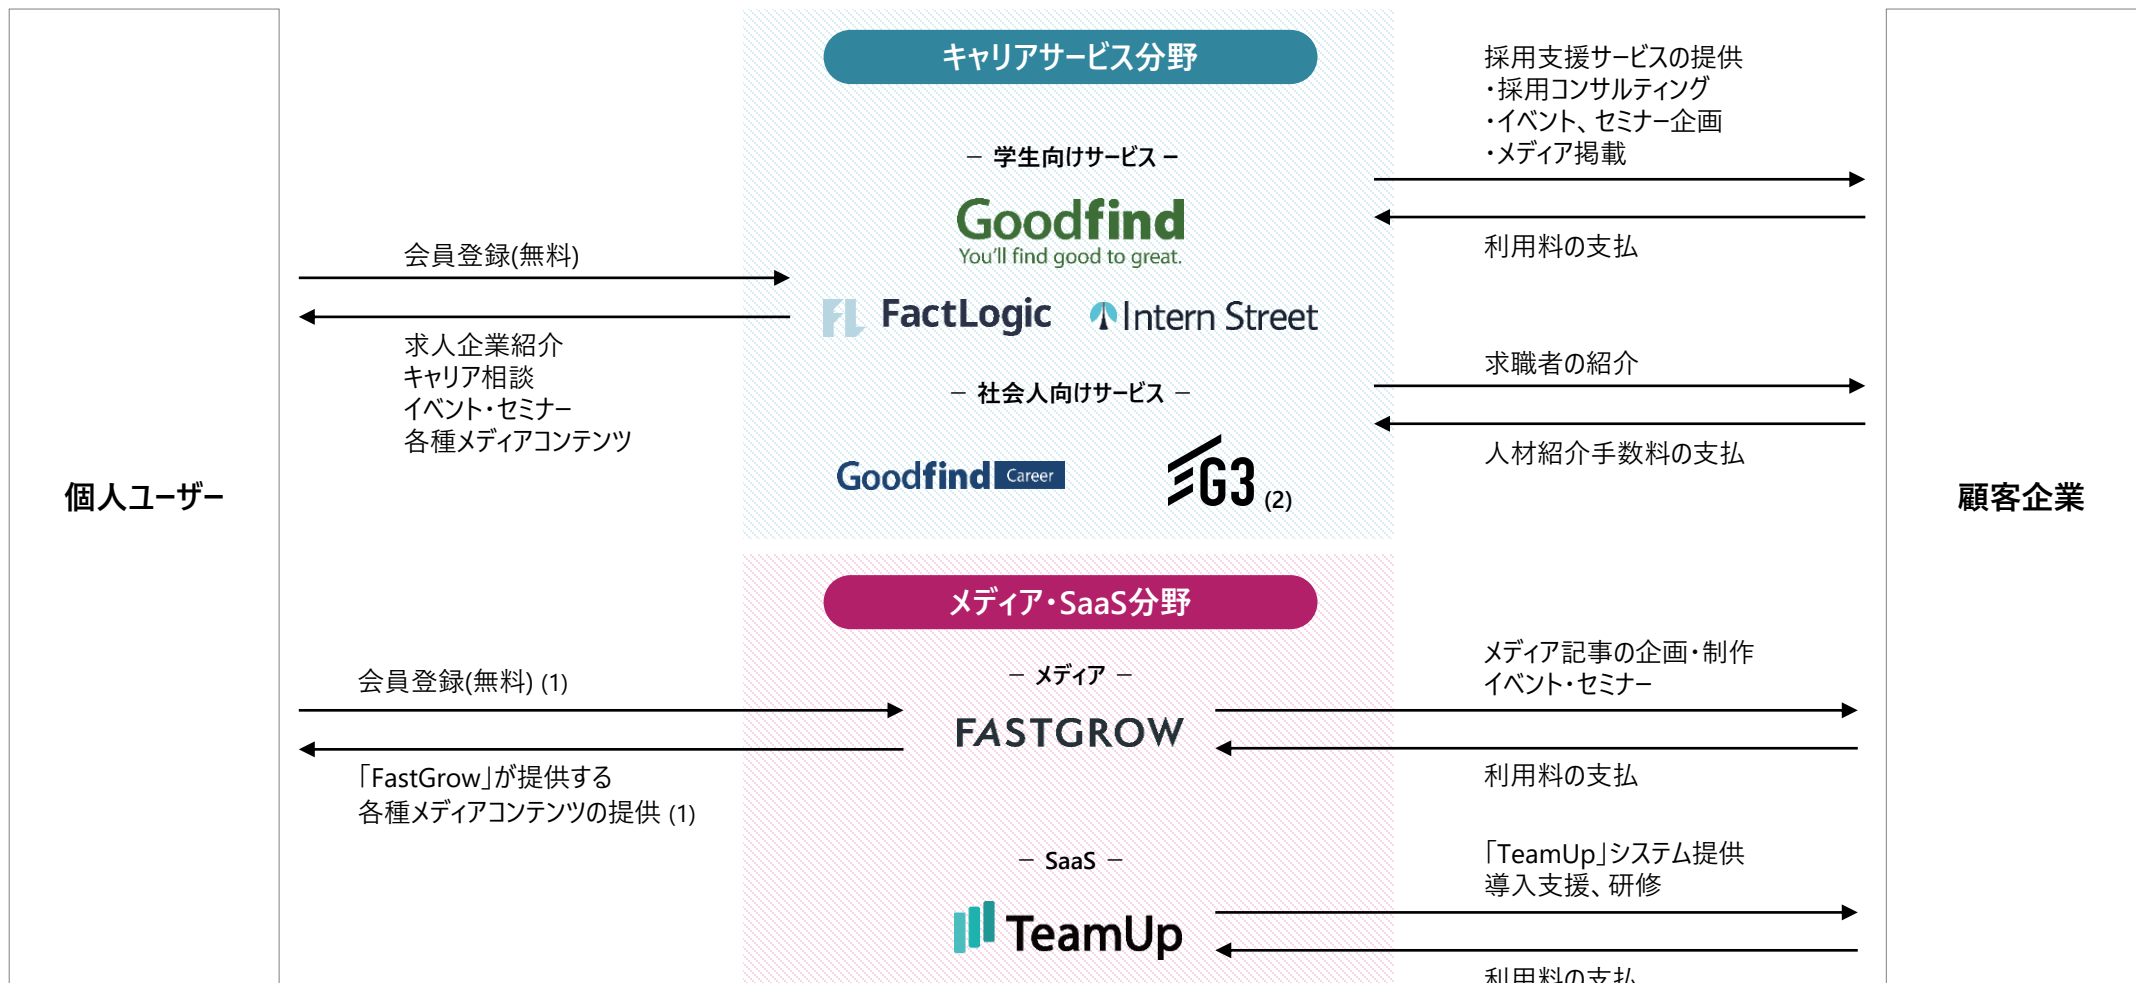 個人ユーザー
会員登録(無料)
求人企業紹介
キャリア相談
イベント・セミナー
各種メディアコンテンツ
会員登録(無料) (1)
「FastGrow」が提供する
各種メディアコンテンツの提供 (1)
キャリアサービス分野
― 学生向けサービス ―
Goodfind
You'll find good to great.
FL FactLogic
Intern Street
― 社会人向けサービス ―
Goodfind Career
G3 (2)
メディア・SaaS分野
― メディア ―
FASTGROW
― SaaS ―
TeamUp
採用支援サービスの提供
・採用コンサルティング
・イベント、セミナー企画
・メディア掲載
利用料の支払
求職者の紹介
人材紹介手数料の支払
メディア記事の企画・制作
イベント・セミナー
利用料の支払
「TeamUp」システム提供
導入支援、研修
利用料の支払
顧客企業